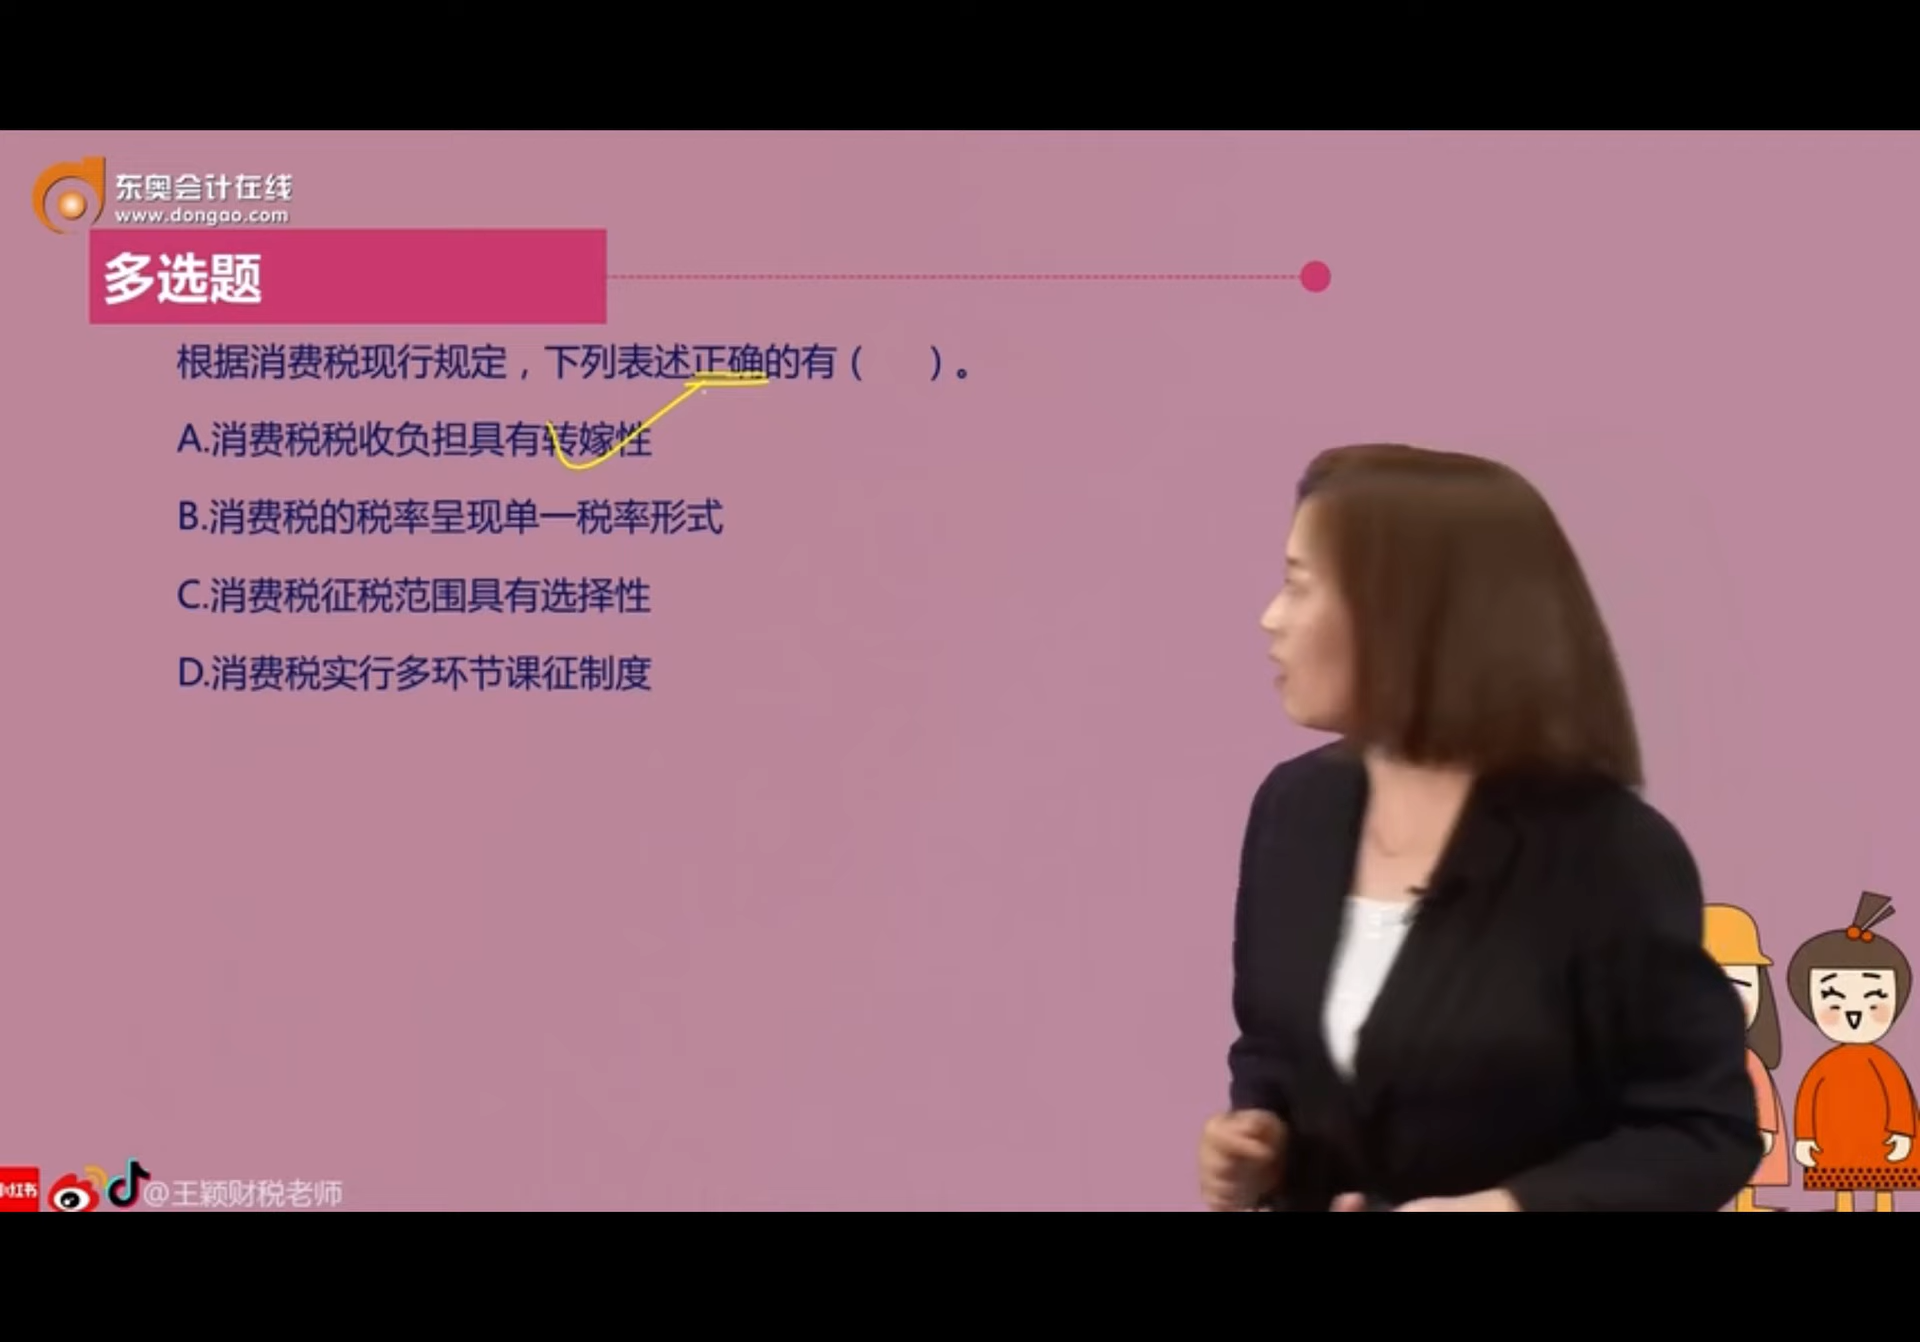 东奥会计在线
www.dongao.com
多选题
根据消费税现行规定，下列表述正确的有（　　）。
A.消费税税收负担具有转嫁性
B.消费税的税率呈现单一税率形式
C.消费税征税范围具有选择性
D.消费税实行多环节课征制度
小红书
@王颖财税老师